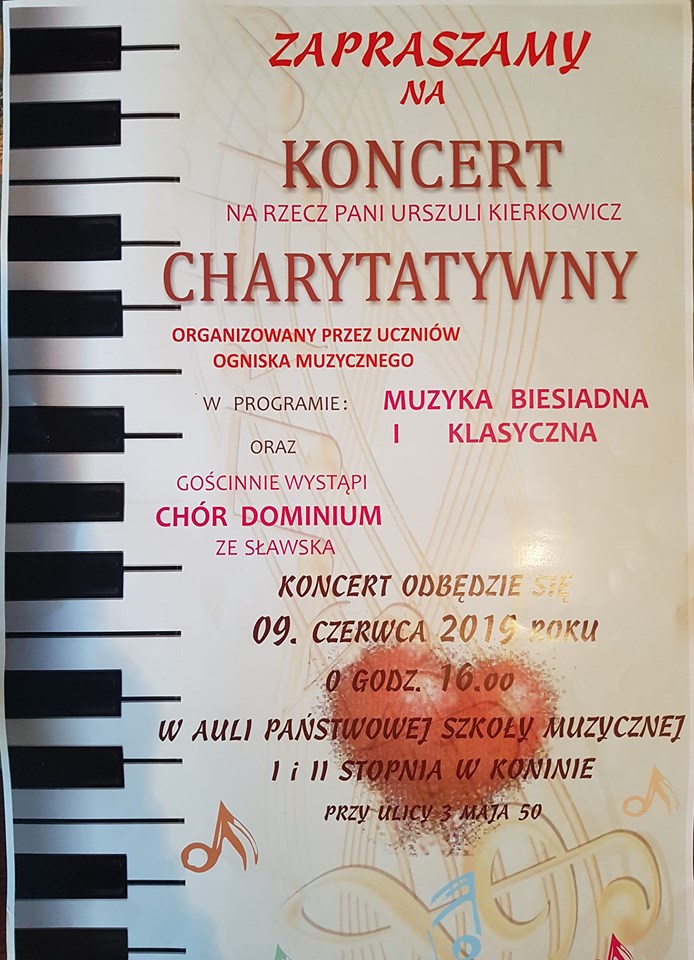 ZAPRASZAMY
NA
KONCERT
NA RZECZ PANI URSZULI KIERKOWICZ
CHARYTATYWNY
ORGANIZOWANY PRZEZ UCZNIÓW
OGNISKA MUZYCZNEGO
W PROGRAMIE: MUZYKA BIESIADNA
I KLASYCZNA
ORAZ
GOŚCINNIE WYSTĄPI
CHÓR DOMINIUM
ZE SŁAWSKA
KONCERT ODBĘDZIE SIĘ
09. CZERWCA 2019 ROKU
O GODZ. 16.00
W AULI PAŃSTWOWEJ SZKOŁY MUZYCZNEJ
I i II STOPNIA W KONINIE
PRZY ULICY 3 MAJA 50